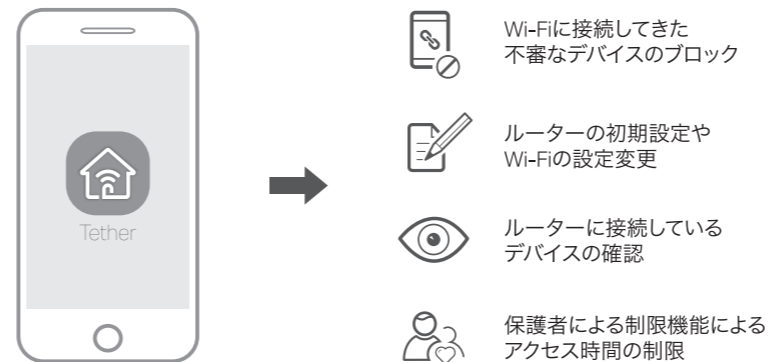 Tether
Wi-Fiに接続してきた
不審なデバイスのブロック
ルーターの初期設定や
Wi-Fiの設定変更
ルーターに接続している
デバイスの確認
保護者による制限機能による
アクセス時間の制限